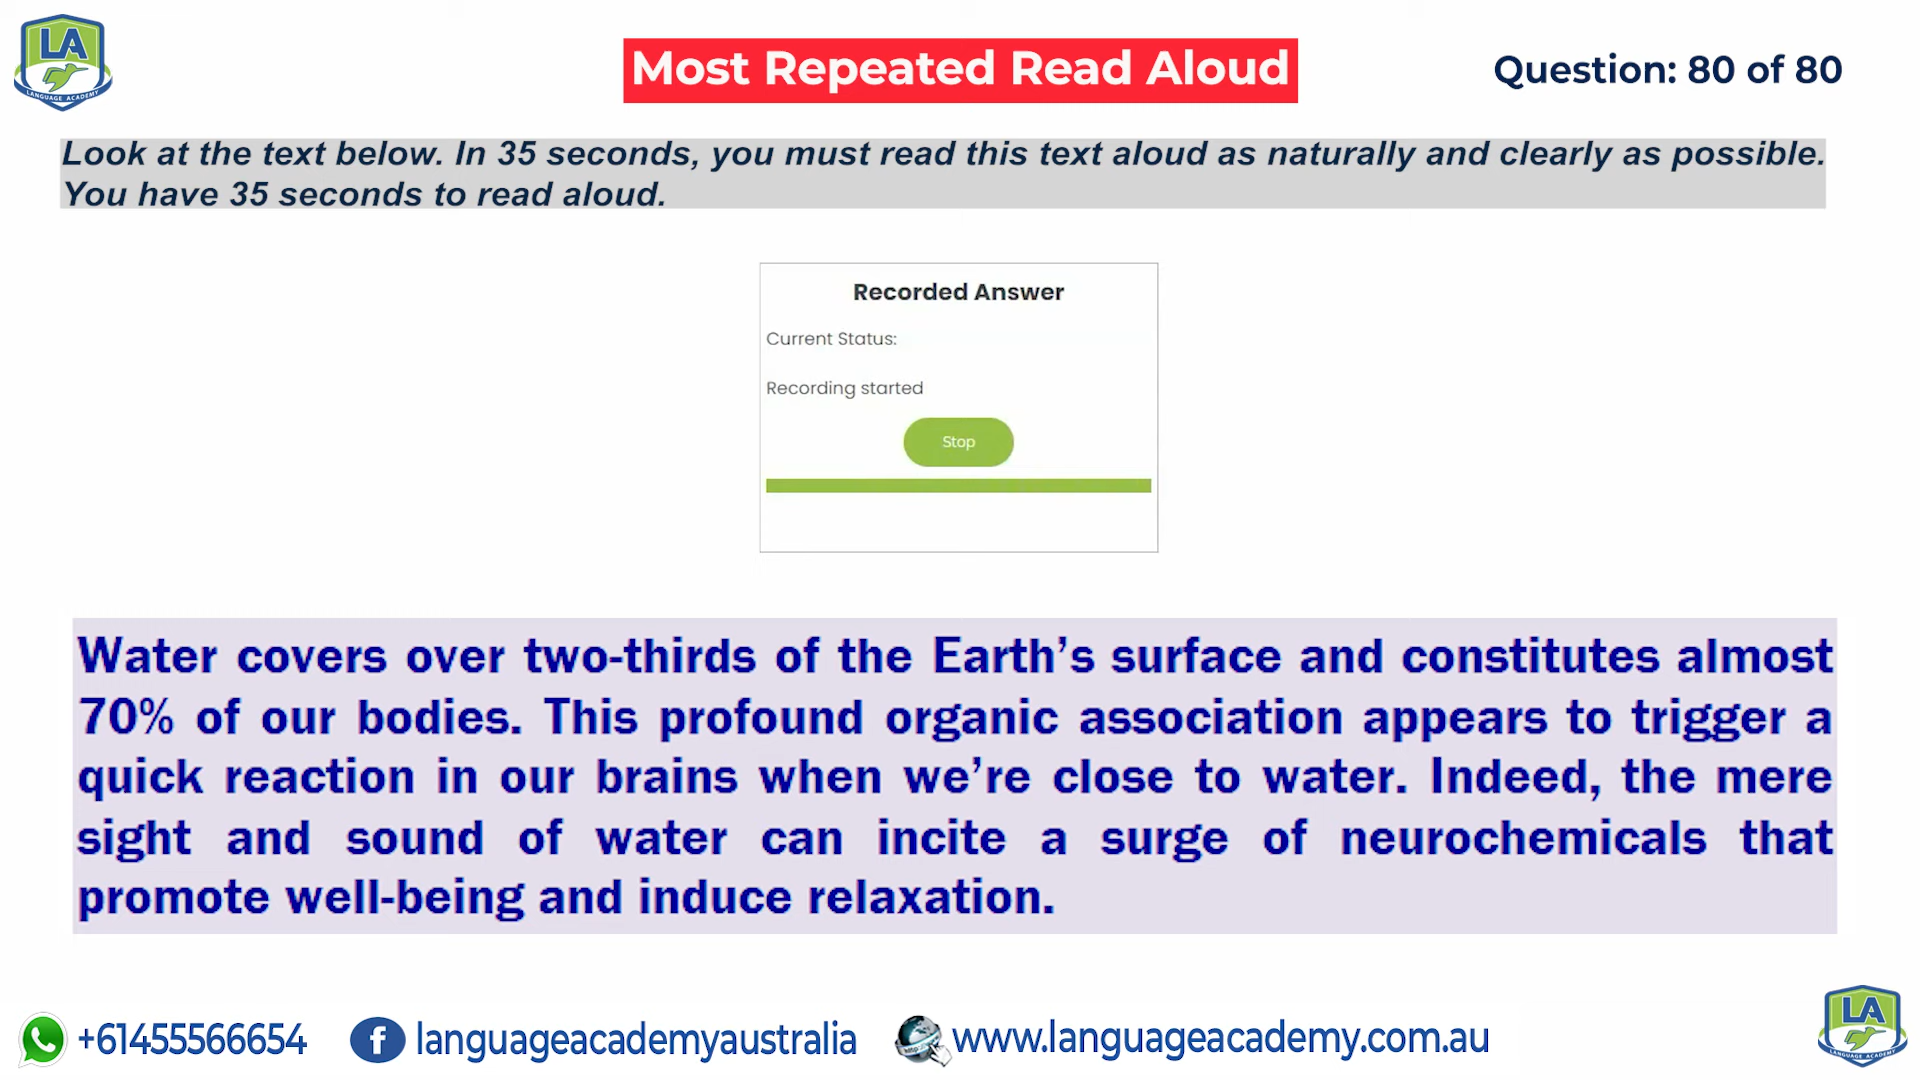 LA
LANGUAGE ACADEMY
Most Repeated Read Aloud
Question: 80 of 80
Look at the text below. In 35 seconds, you must read this text aloud as naturally and clearly as possible.
You have 35 seconds to read aloud.
Recorded Answer
Current Status:
Recording started
Stop
Water covers over two-thirds of the Earth’s surface and constitutes almost
70% of our bodies. This profound organic association appears to trigger a
quick reaction in our brains when we’re close to water. Indeed, the mere
sight and sound of water can incite a surge of neurochemicals that
promote well-being and induce relaxation.
+61455566654
f
languageacademyaustralia
www.languageacademy.com.au
LA
LANGUAGE ACADEMY